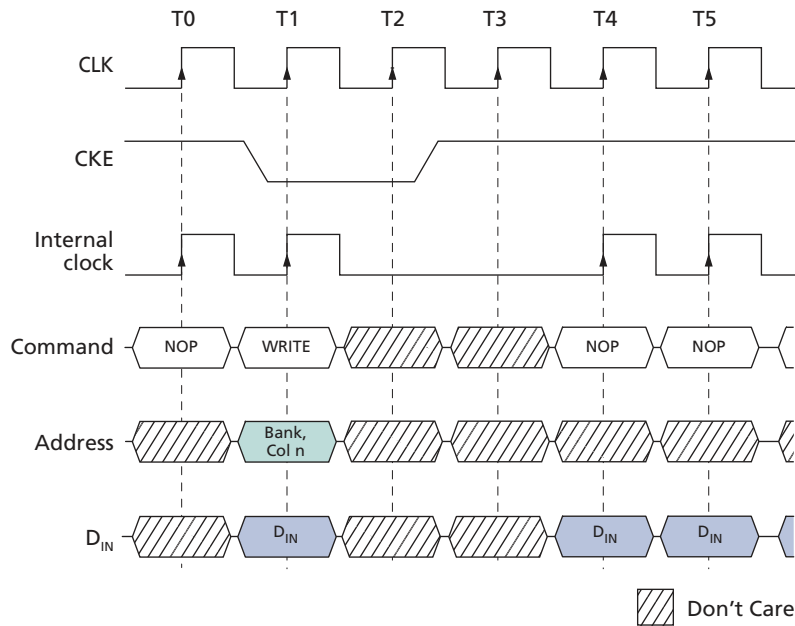 T0 T1 T2 T3 T4 T5
CLK
CKE
Internal
clock
Command NOP WRITE NOP NOP
Address Bank,
Col n
DIN DIN DIN DIN
Don't Care